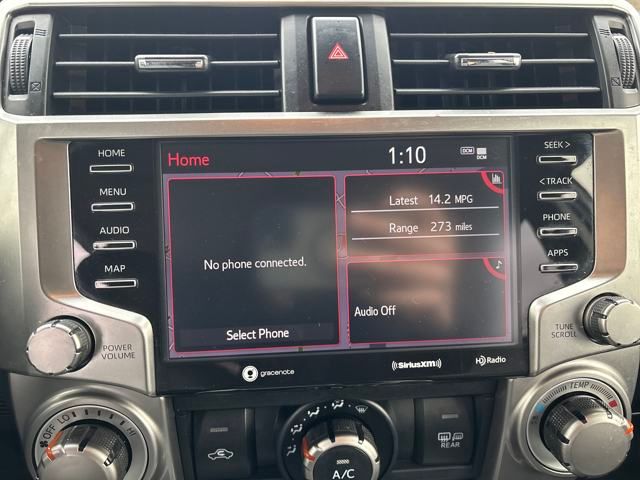 HOME
MENU
AUDIO
MAP
POWER
VOLUME
Home
1:10
DCM
DCM
No phone connected.
Select Phone
Latest 14.2 MPG
Range 273 miles
Audio Off
gracenote
((SiriusXM))
HD Radio
SEEK >
< TRACK
PHONE
APPS
TUNE
SCROLL
OFF LO HI
A/C
REAR
TEMP